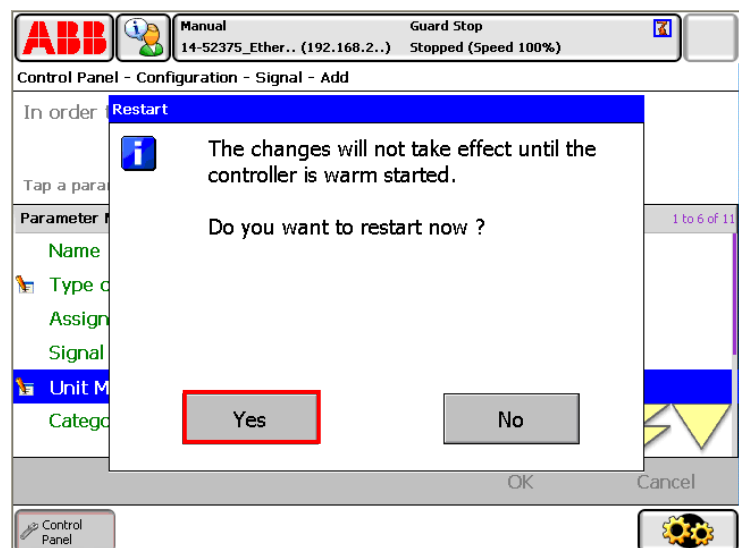 ABB
Manual
Guard Stop
14-52375_Ether.. (192.168.2..)
Stopped (Speed 100%)
Control Panel - Configuration - Signal - Add
In order
Restart
The changes will not take effect until the
controller is warm started.
Do you want to restart now ?
Tap a para
Parameter N
1 to 6 of 11
Name
Type o
Assign
Signal
Unit M
Catego
Yes
No
OK
Cancel
Control
Panel